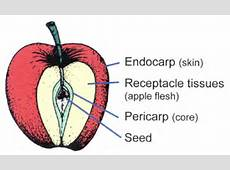 Endocarp (skin)
Receptacle tissues
(apple flesh)
Pericarp (core)
Seed